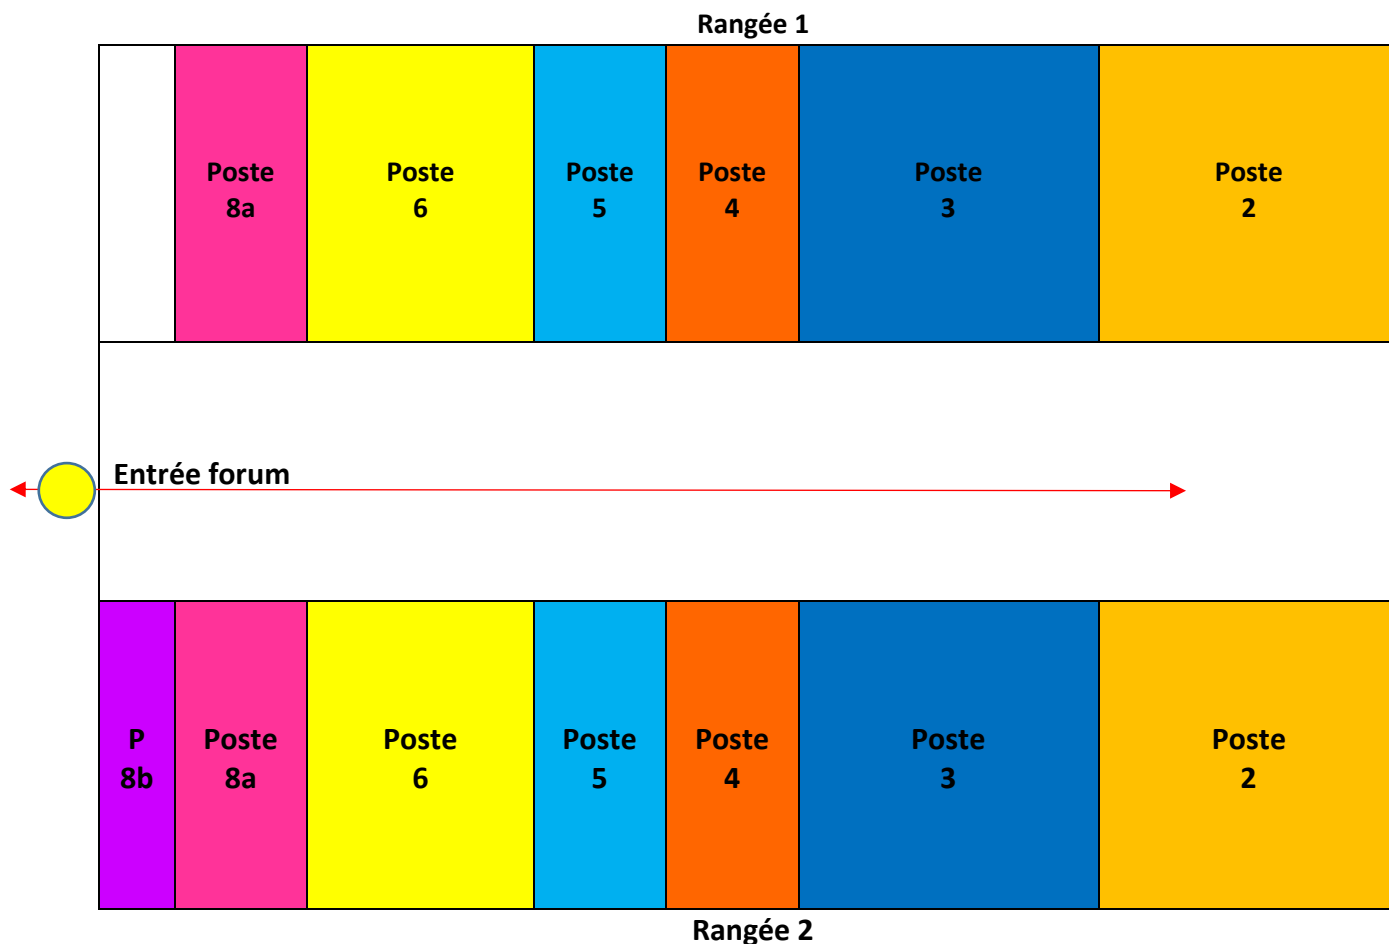 Rangée 1
Poste Poste Poste Poste Poste Poste
8a 6 5 4 3 2
Entrée forum
P Poste Poste Poste Poste Poste Poste
8b 8a 6 5 4 3 2
Rangée 2